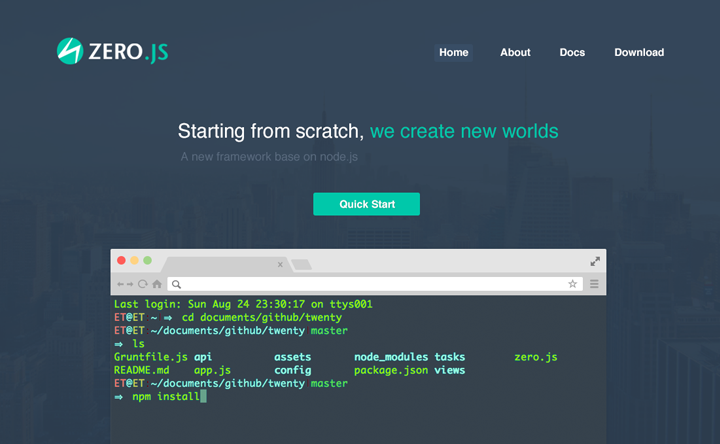 ZERO.JS
Home About Docs Download
Starting from scratch, we create new worlds
A new framework base on node.js
Quick Start
Last login: Sun Aug 24 23:30:17 on ttys001
ET@ET ~ ⇒ cd documents/github/twenty
ET@ET ~/documents/github/twenty master
⇒ ls
Gruntfile.js api assets node_modules tasks zero.js
README.md app.js config package.json views
ET@ET ~/documents/github/twenty master
⇒ npm install